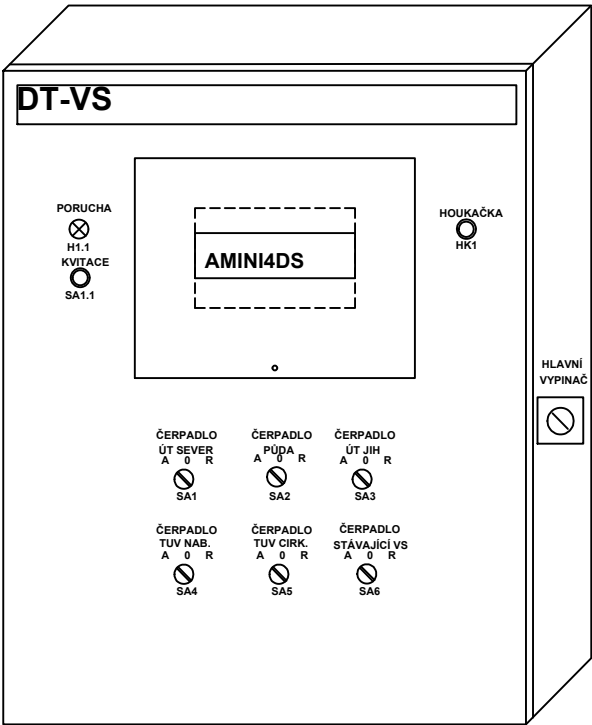 DT-VS
PORUCHA
H1.1
KVITACE
SA1.1
AMINI4DS
HOUKAČKA
HK1
HLAVNÍ
VYPINAČ
ČERPADLO
ÚT SEVER
A 0 R
SA1
ČERPADLO
PŮDA
A 0 R
SA2
ČERPADLO
ÚT JIH
A 0 R
SA3
ČERPADLO
TUV NAB.
A 0 R
SA4
ČERPADLO
TUV CIRK.
A 0 R
SA5
ČERPADLO
STÁVAJÍCÍ VS
A 0 R
SA6